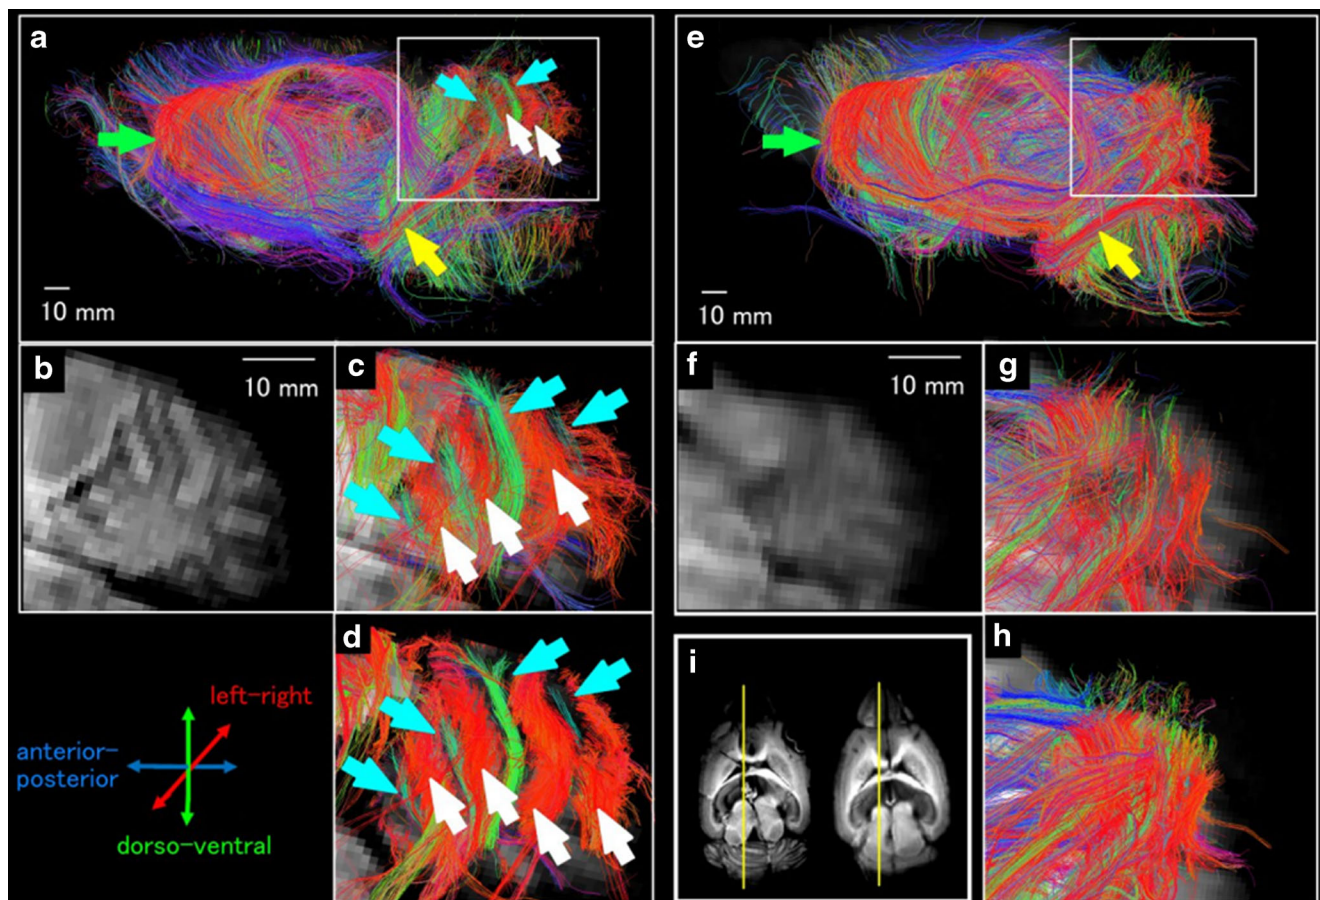 a
10 mm
e
10 mm
b
10 mm
c
f
10 mm
g
left-right
anterior-
posterior
dorso-ventral
d
i
h